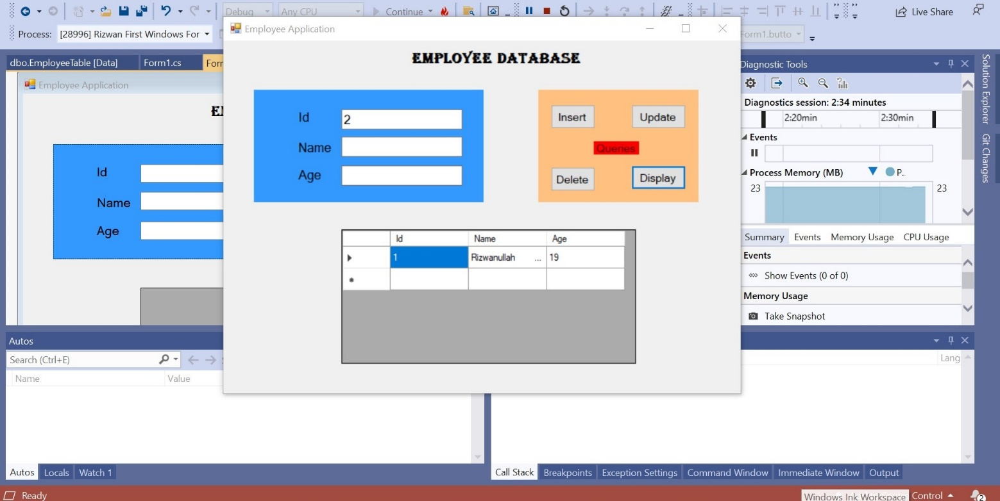 Debug Any CPU Continue Live Share
Process: [28996] Rizwan First Windows For Form1.butto
dbo.EmployeeTable [Data] Form1.cs For
Employee Application
Id
Name
Age
Employee Application
EMPLOYEE DATABASE
Id 2
Name
Age
Insert Update
Queries
Delete Display
Id Name Age
1 Rizwanullah ... 19
Diagnostic Tools
Diagnostics session: 2:34 minutes
2:20min 2:30min
Events
Process Memory (MB) P..
23 23
Summary Events Memory Usage CPU Usage
Events
Show Events (0 of 0)
Memory Usage
Take Snapshot
Solution Explorer
Git Changes
Autos
Search (Ctrl+E)
Name Value
Lang
Autos Locals Watch 1
Call Stack Breakpoints Exception Settings Command Window Immediate Window Output
Ready
Windows Ink Workspace Control 2